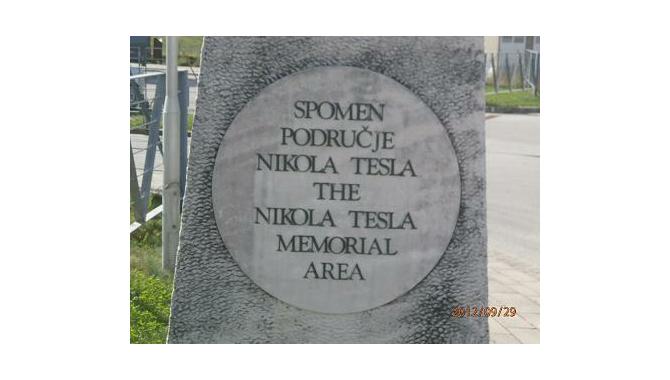 SPOMEN
PODRUČJE
NIKOLA TESLA
THE
NIKOLA TESLA
MEMORIAL
AREA
2012/09/29